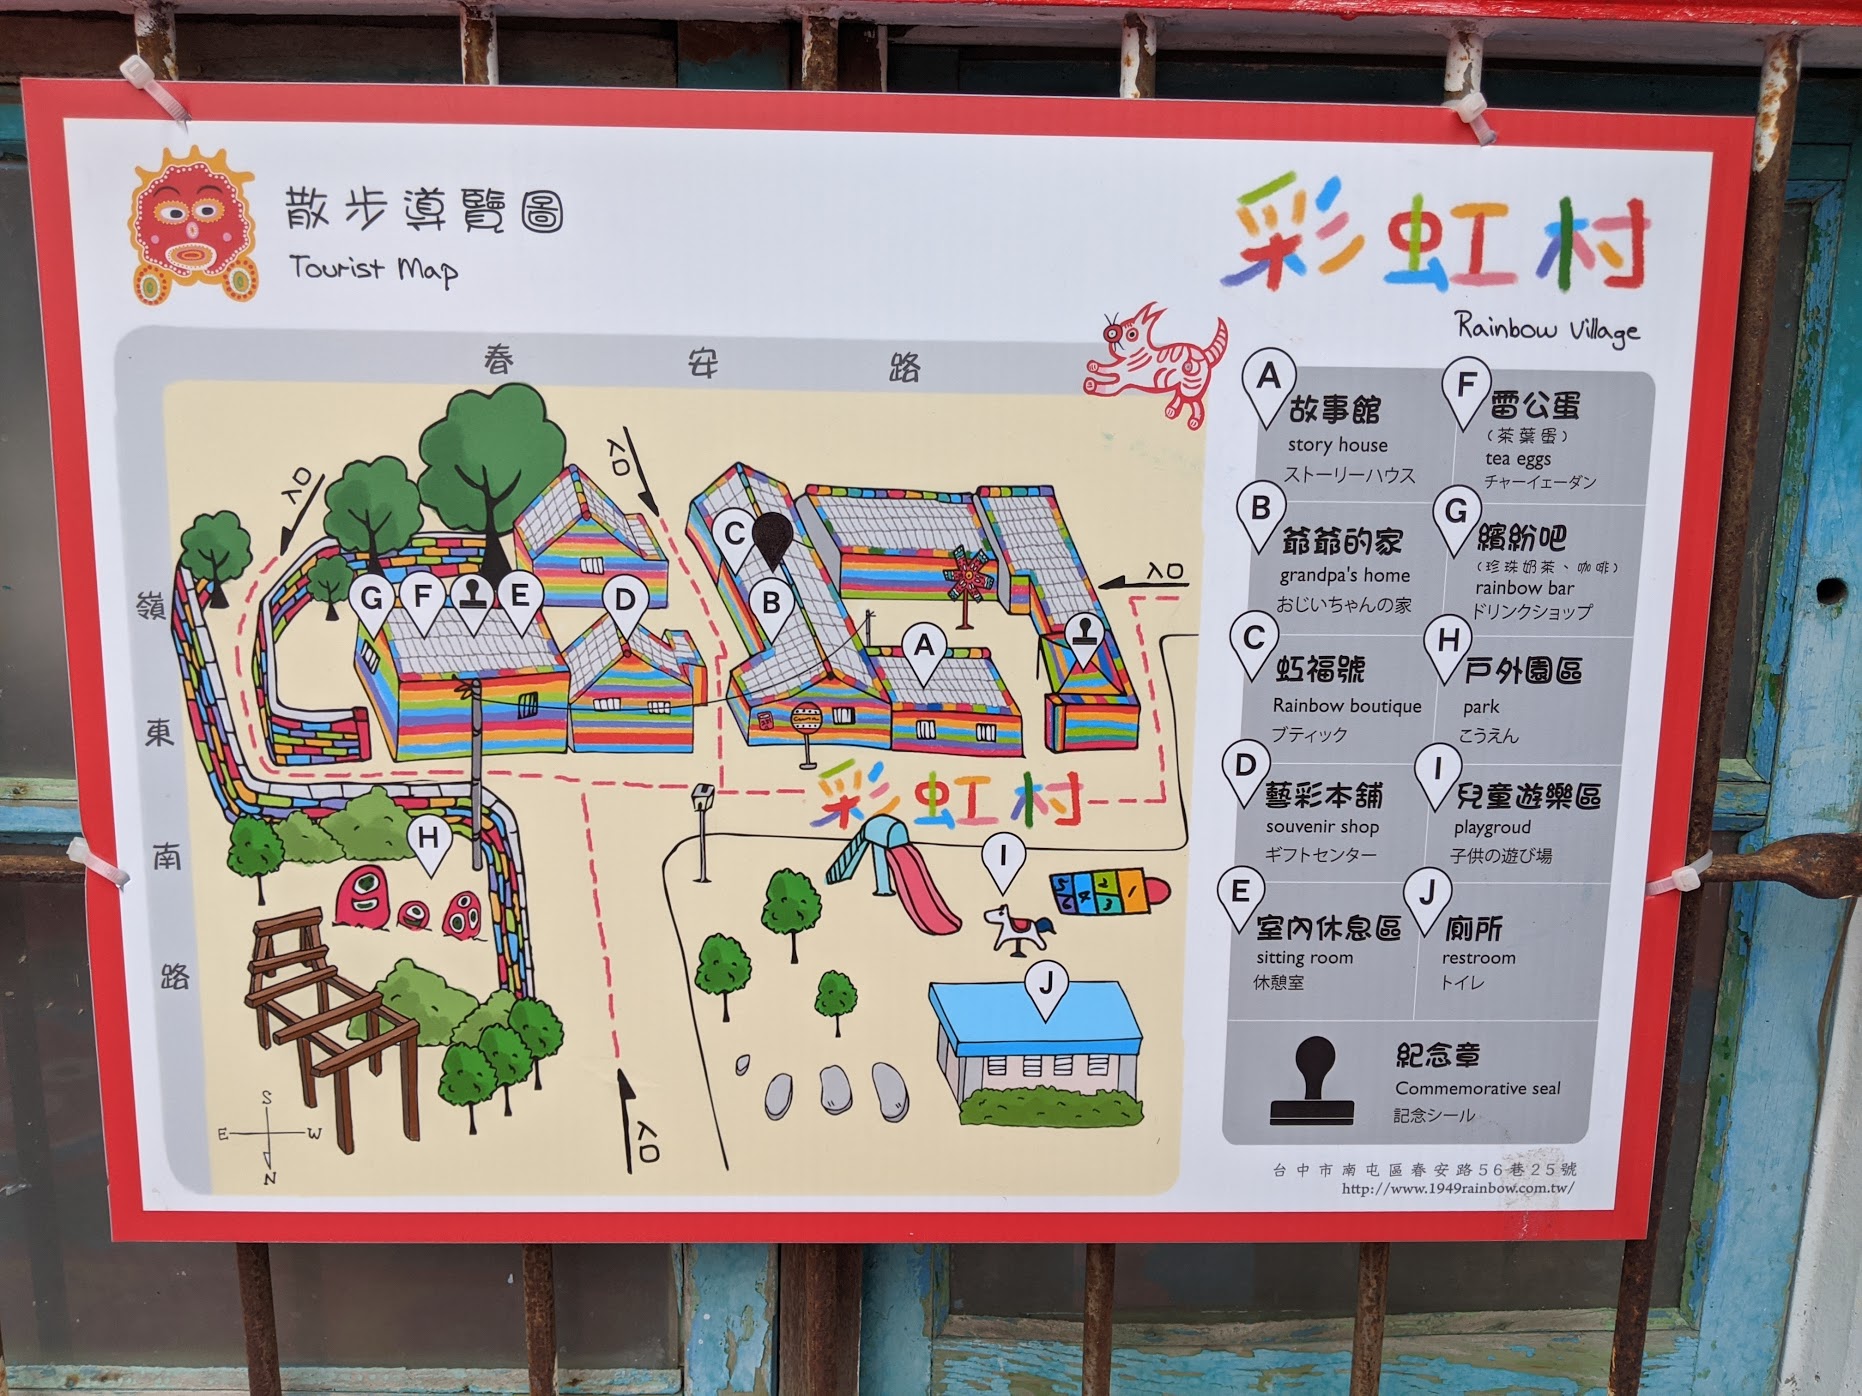 散步導覽圖
Tourist Map
彩虹村
Rainbow Village
春安路
嶺東南路
入口
入口
入口
入口
C
B
G
F
E
D
A
彩虹村
H
I
J
5 4 2 1
6 3
S
E W
N
A
故事館
story house
ストーリーハウス
B
爺爺的家
grandpa's home
おじいちゃんの家
C
虹福號
Rainbow boutique
ブティック
D
藝彩本舖
souvenir shop
ギフトセンター
E
室內休息區
sitting room
休憩室
F
雷公蛋
（茶葉蛋）
tea eggs
チャーイェーダン
G
繽紛吧
（珍珠奶茶、咖啡）
rainbow bar
ドリンクショップ
H
戶外園區
park
こうえん
I
兒童遊樂區
playgroud
子供の遊び場
J
廁所
restroom
トイレ
紀念章
Commemorative seal
記念シール
台中市南屯區春安路56巷25號
http://www.1949rainbow.com.tw/